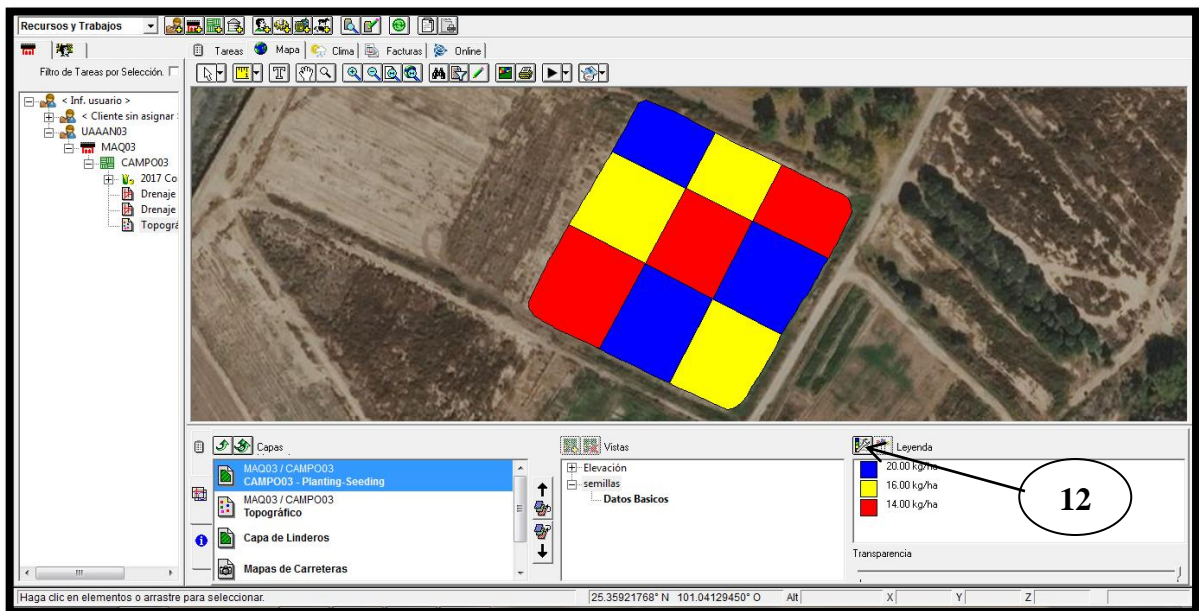 Recursos y Trabajos
Tareas Mapa Clima Facturas Online
Filtro de Tareas por Selección.
< Inf. usuario >
< Cliente sin asignar
UAAAN03
MAQ03
CAMPO03
2017 Co
Drenaje
Drenaje
Topográ
Capas
MAQ03 / CAMPO03
CAMPO03 - Planting-Seeding
MAQ03 / CAMPO03
Topográfico
Capa de Linderos
Mapas de Carreteras
Vistas
Elevación
semillas
Datos Basicos
Leyenda
20.00 kg/ha
16.00 kg/ha
14.00 kg/ha
12
Transparencia
Haga clic en elementos o arrastre para seleccionar.
25.35921768° N 101.04129450° O Alt X Y Z